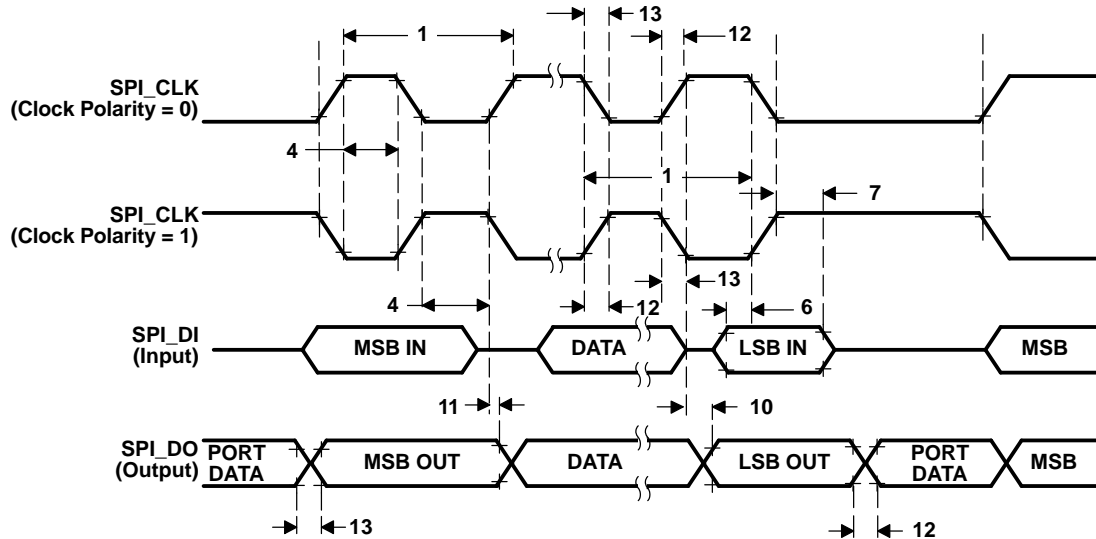 1
13
12
SPI_CLK
(Clock Polarity = 0)
4
1
7
SPI_CLK
(Clock Polarity = 1)
13
4
12
6
SPI_DI
(Input)
MSB IN
DATA
LSB IN
MSB
11
10
SPI_DO
(Output)
PORT
DATA
MSB OUT
DATA
LSB OUT
PORT
DATA
MSB
13
12